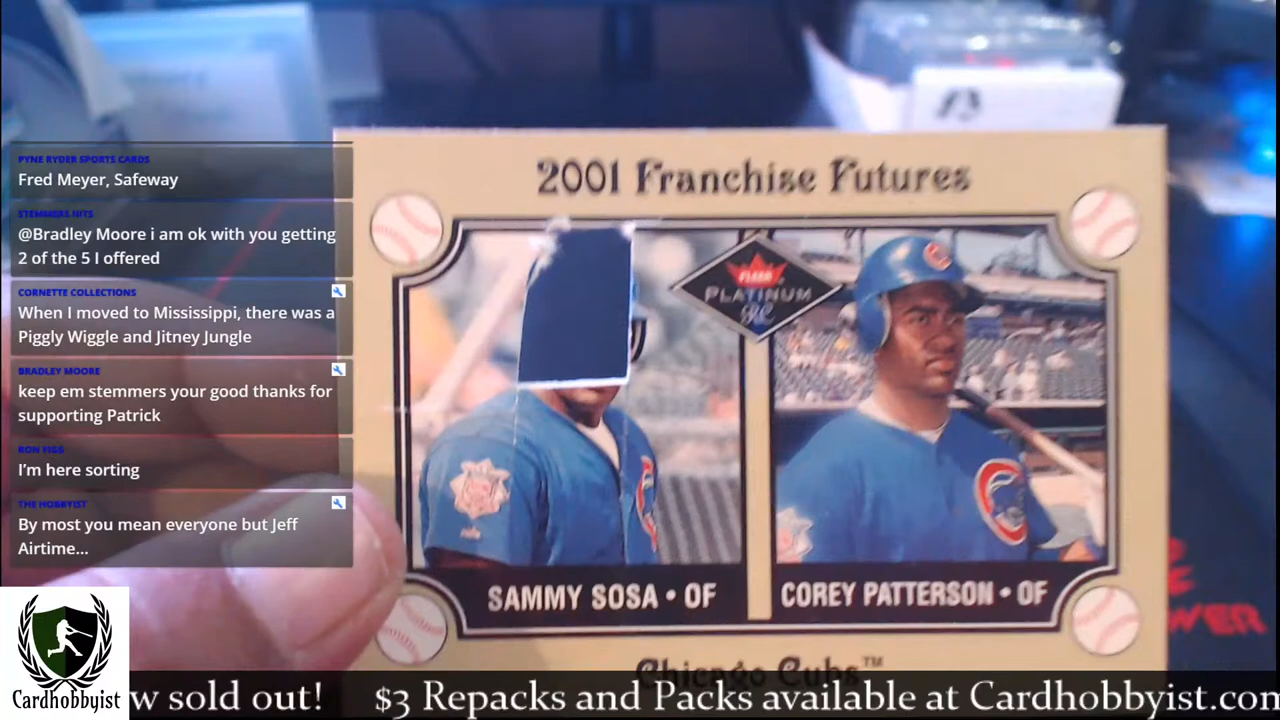 PYNE RYDER SPORTS CARDS
Fred Meyer, Safeway
STEMMERS HITS
@Bradley Moore i am ok with you getting
2 of the 5 I offered
CORNETTE COLLECTIONS
When I moved to Mississippi, there was a
Piggly Wiggle and Jitney Jungle
BRADLEY MOORE
keep em stemmers your good thanks for
supporting Patrick
RON FIGG
I'm here sorting
THE HOBBYIST
By most you mean everyone but Jeff
Airtime...
2001 Franchise Futures
FLEER
PLATINUM
SAMMY SOSA • OF
COREY PATTERSON • OF
Chicago Cubs™
Cardhobbyist
w sold out! $3 Repacks and Packs available at Cardhobbyist.com